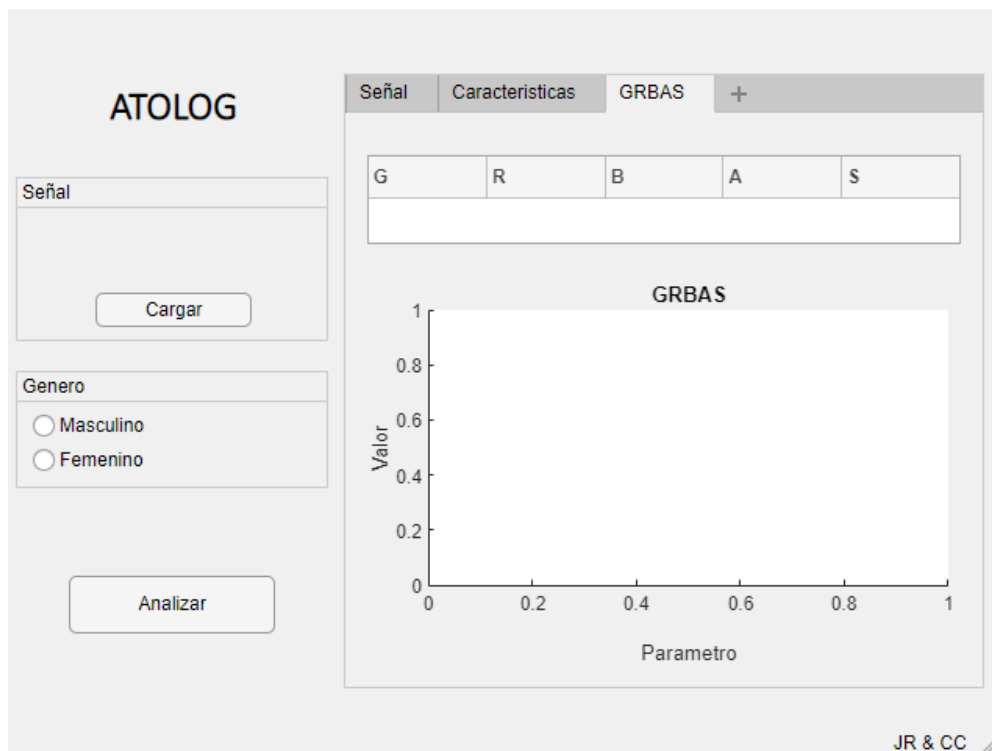 ATOLOG
Señal
Cargar
Genero
Masculino
Femenino
Analizar
Señal Caracteristicas GRBAS +
G R B A S
GRBAS
Valor
1
0.8
0.6
0.4
0.2
0
0 0.2 0.4 0.6 0.8 1
Parametro
JR & CC